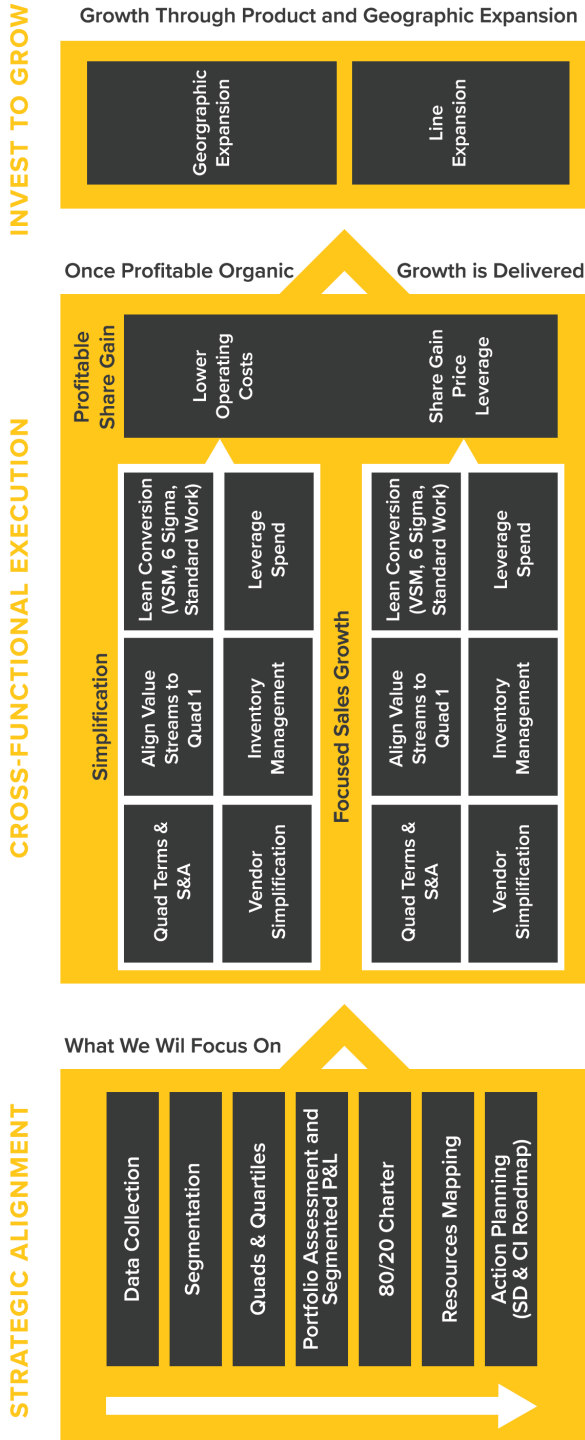 STRATEGIC ALIGNMENT
What We Wil Focus On
Data Collection
Segmentation
Quads & Quartiles
Portfolio Assessment and
Segmented P&L
80/20 Charter
Resources Mapping
Action Planning
(SD & CI Roadmap)
CROSS-FUNCTIONAL EXECUTION
Simplification
Quad Terms &
S&A
Align Value
Streams to
Quad 1
Lean Conversion
(VSM, 6 Sigma,
Standard Work)
Vendor
Simplification
Inventory
Management
Leverage
Spend
Focused Sales Growth
Quad Terms &
S&A
Align Value
Streams to
Quad 1
Lean Conversion
(VSM, 6 Sigma,
Standard Work)
Vendor
Simplification
Inventory
Management
Leverage
Spend
Profitable
Share Gain
Lower
Operating
Costs
Share Gain
Price
Leverage
Once Profitable Organic
Growth is Delivered
INVEST TO GROW
Growth Through Product and Geographic Expansion
Georgraphic
Expansion
Line
Expansion